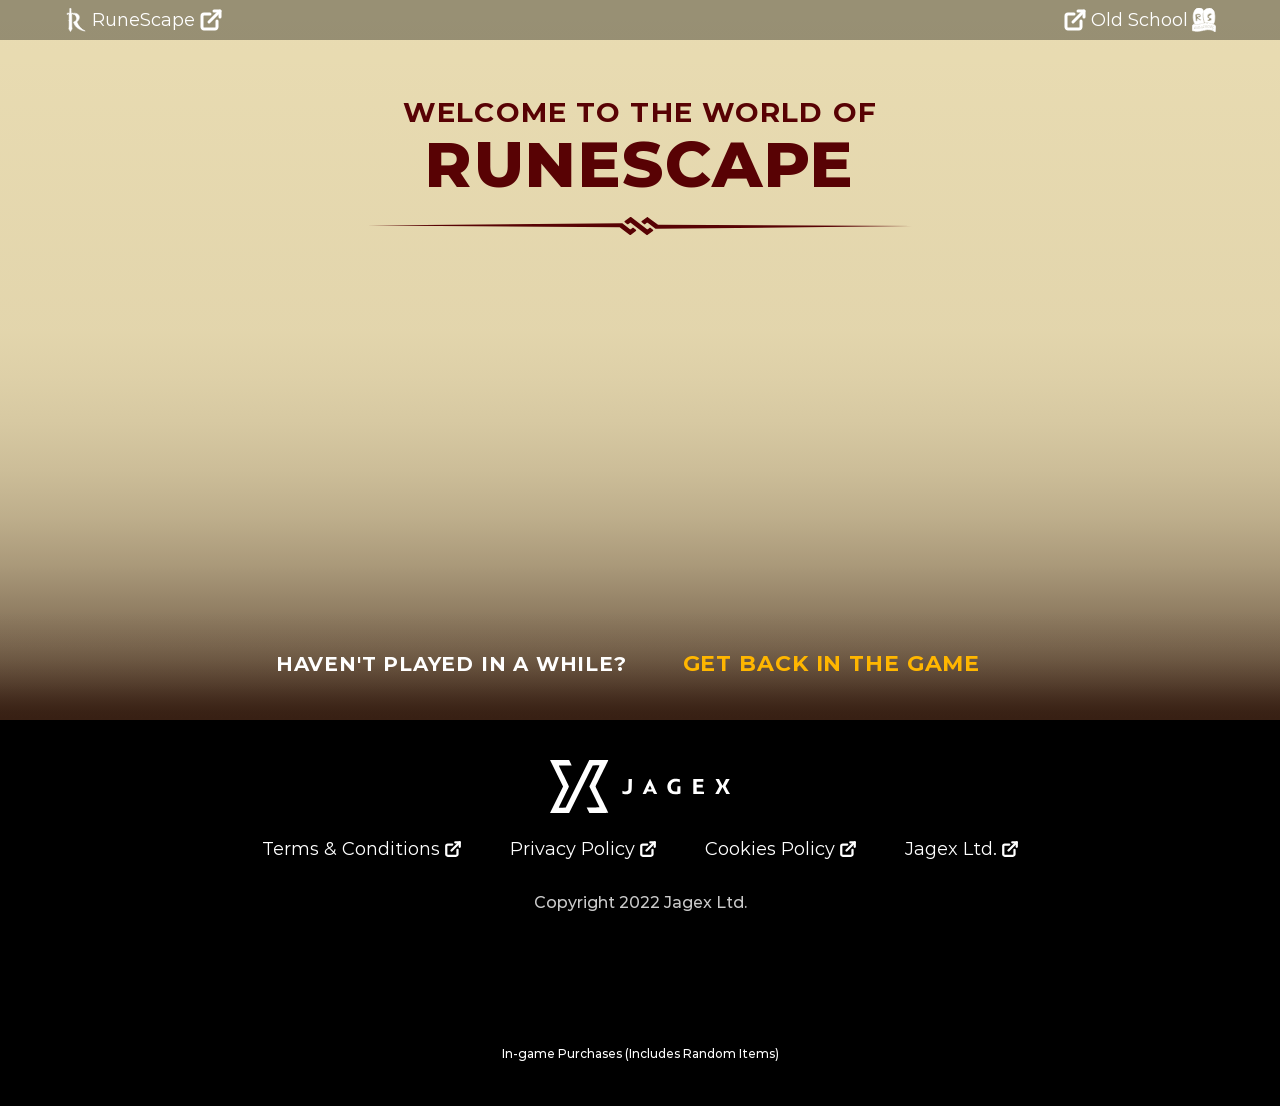 RuneScape
Old School
WELCOME TO THE WORLD OF
RUNESCAPE
HAVEN'T PLAYED IN A WHILE?
GET BACK IN THE GAME
JAGEX
Terms & Conditions
Privacy Policy
Cookies Policy
Jagex Ltd.
Copyright 2022 Jagex Ltd.
In-game Purchases (Includes Random Items)